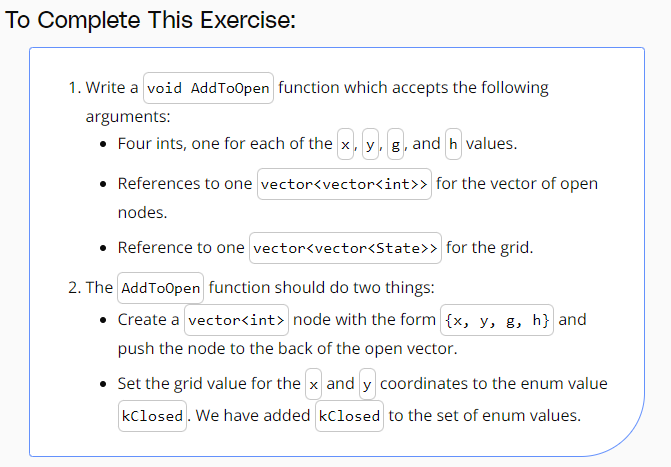 To Complete This Exercise:
1. Write a void AddToOpen function which accepts the following
arguments:
• Four ints, one for each of the x, y, g, and h values.
• References to one vector<vector<int>> for the vector of open
nodes.
• Reference to one vector<vector<State>> for the grid.
2. The AddToOpen function should do two things:
• Create a vector<int> node with the form {x, y, g, h} and
push the node to the back of the open vector.
• Set the grid value for the x and y coordinates to the enum value
kClosed. We have added kClosed to the set of enum values.